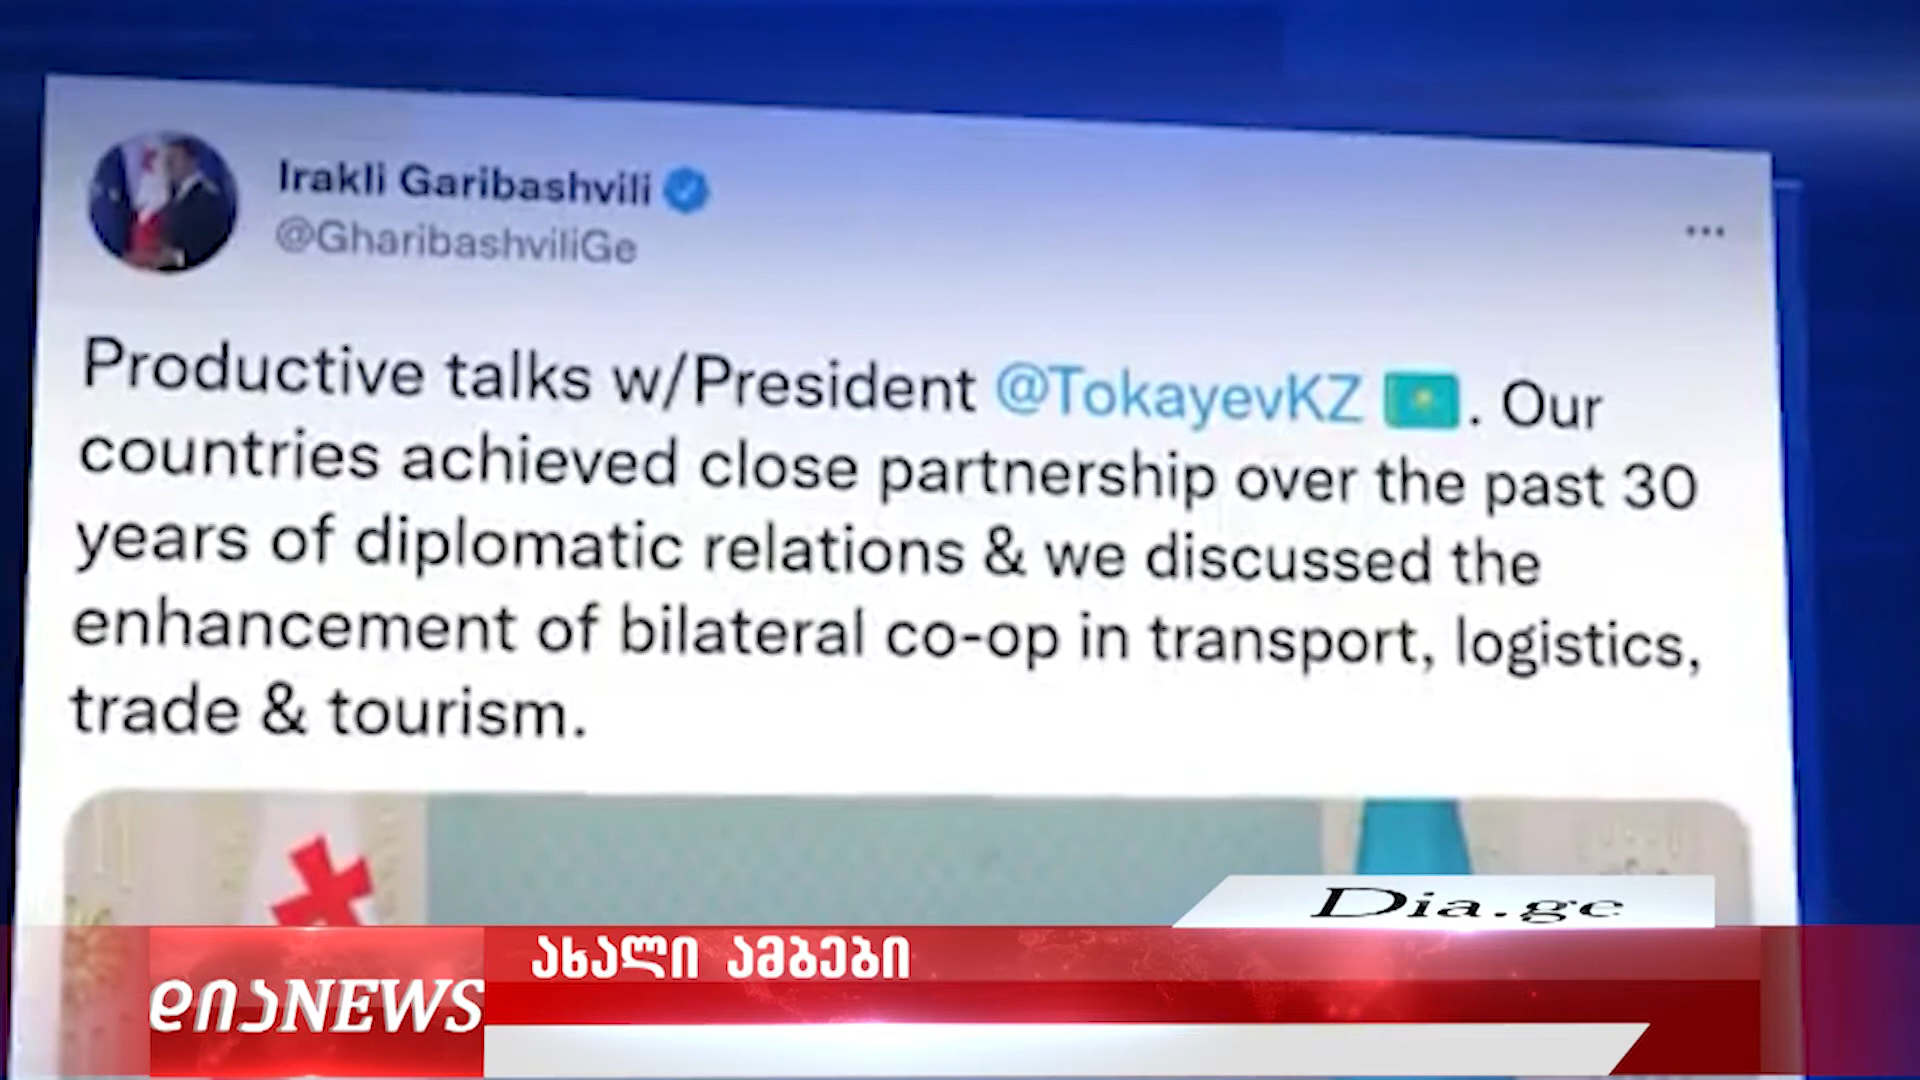 Irakli Garibashvili
@GharibashviliGe
...
Productive talks w/President @TokayevKZ 🇰🇿. Our
countries achieved close partnership over the past 30
years of diplomatic relations & we discussed the
enhancement of bilateral co-op in transport, logistics,
trade & tourism.
Dia.ge
ახალი ამბები
დიაNEWS